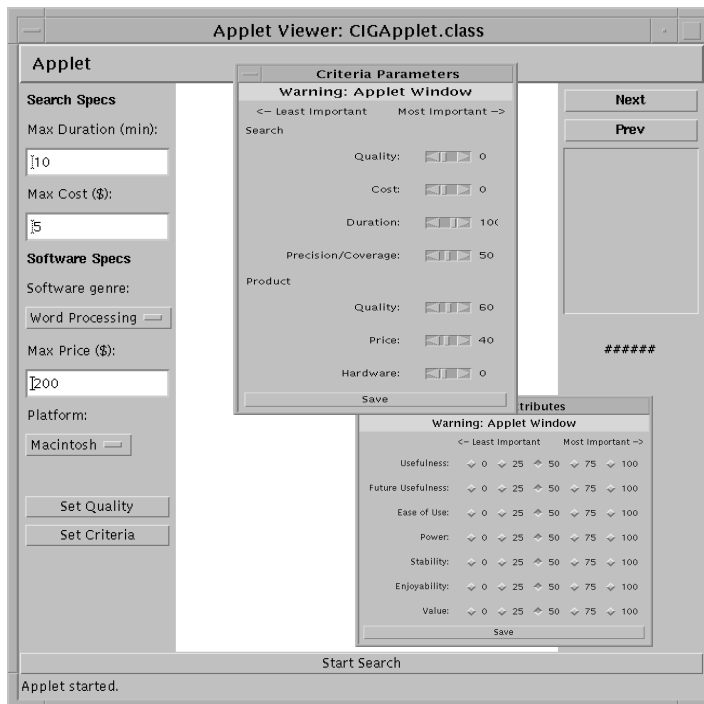 Applet Viewer: CIGApplet.class
Applet
Search Specs
Max Duration (min):
10
Max Cost ($):
5
Software Specs
Software genre:
Word Processing
Max Price ($):
200
Platform:
Macintosh
Set Quality
Set Criteria
Criteria Parameters
Warning: Applet Window
<- Least Important Most Important ->
Search
Quality: 0
Cost: 0
Duration: 100
Precision/Coverage: 50
Product
Quality: 60
Price: 40
Hardware: 0
Save
Next
Prev
######
tributes
Warning: Applet Window
<- Least Important Most Important ->
Usefulness: 0 25 50 75 100
Future Usefulness: 0 25 50 75 100
Ease of Use: 0 25 50 75 100
Power: 0 25 50 75 100
Stability: 0 25 50 75 100
Enjoyability: 0 25 50 75 100
Value: 0 25 50 75 100
Save
Start Search
Applet started.